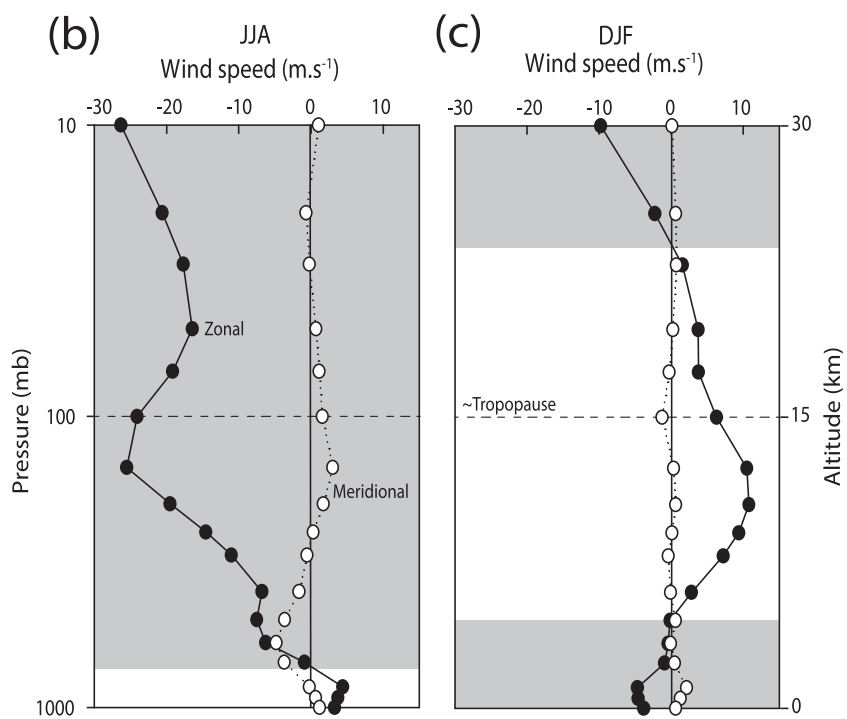 (b)
JJA
Wind speed (m.s⁻¹)
-30 -20 -10 0 10
10
100
1000
Pressure (mb)
Zonal
Meridional
(c)
DJF
Wind speed (m.s⁻¹)
-30 -20 -10 0 10
~Tropopause
30
15
0
Altitude (km)